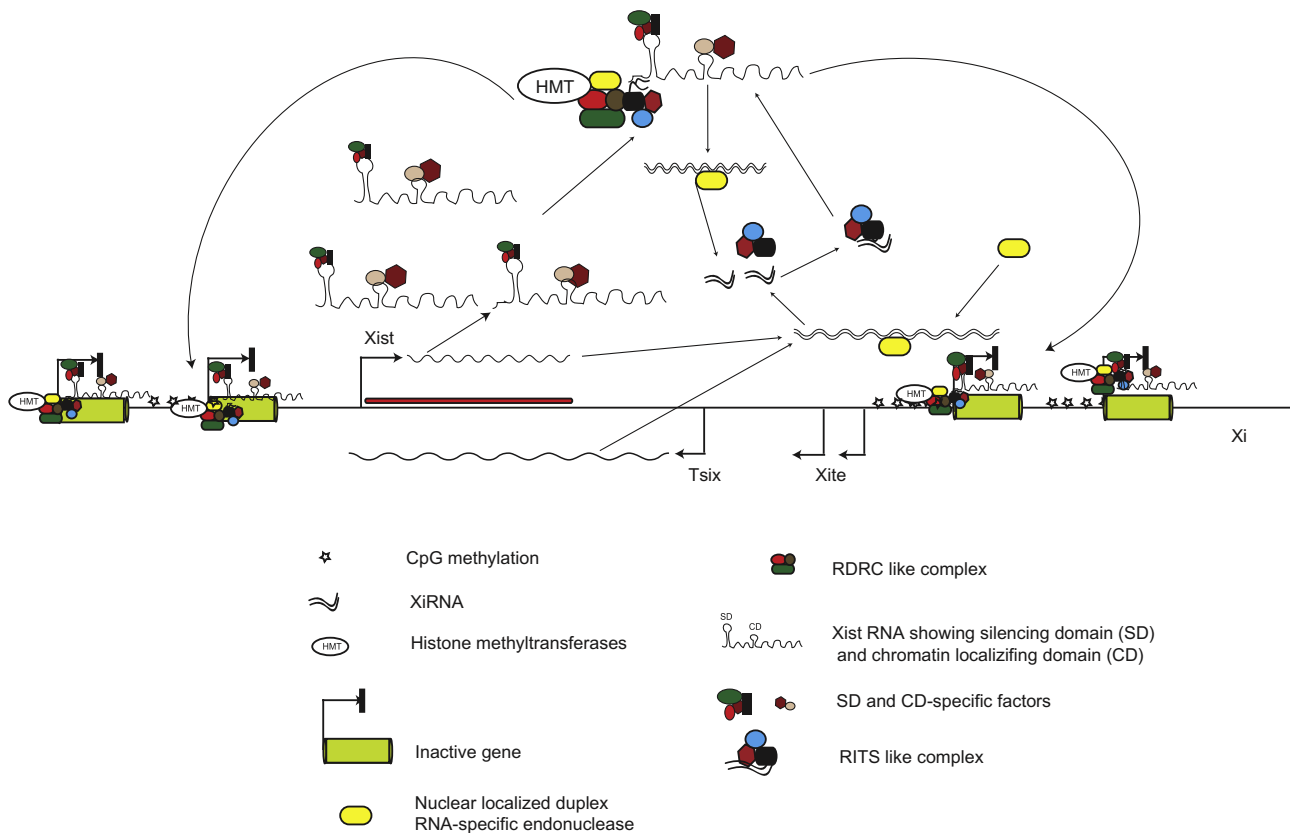 HMT
Xist
HMT
HMT
HMT
HMT
Xi
Tsix
Xite
CpG methylation
XiRNA
HMT
Histone methyltransferases
Inactive gene
Nuclear localized duplex
RNA-specific endonuclease
RDRC like complex
SD
CD
Xist RNA showing silencing domain (SD)
and chromatin localizifing domain (CD)
SD and CD-specific factors
RITS like complex